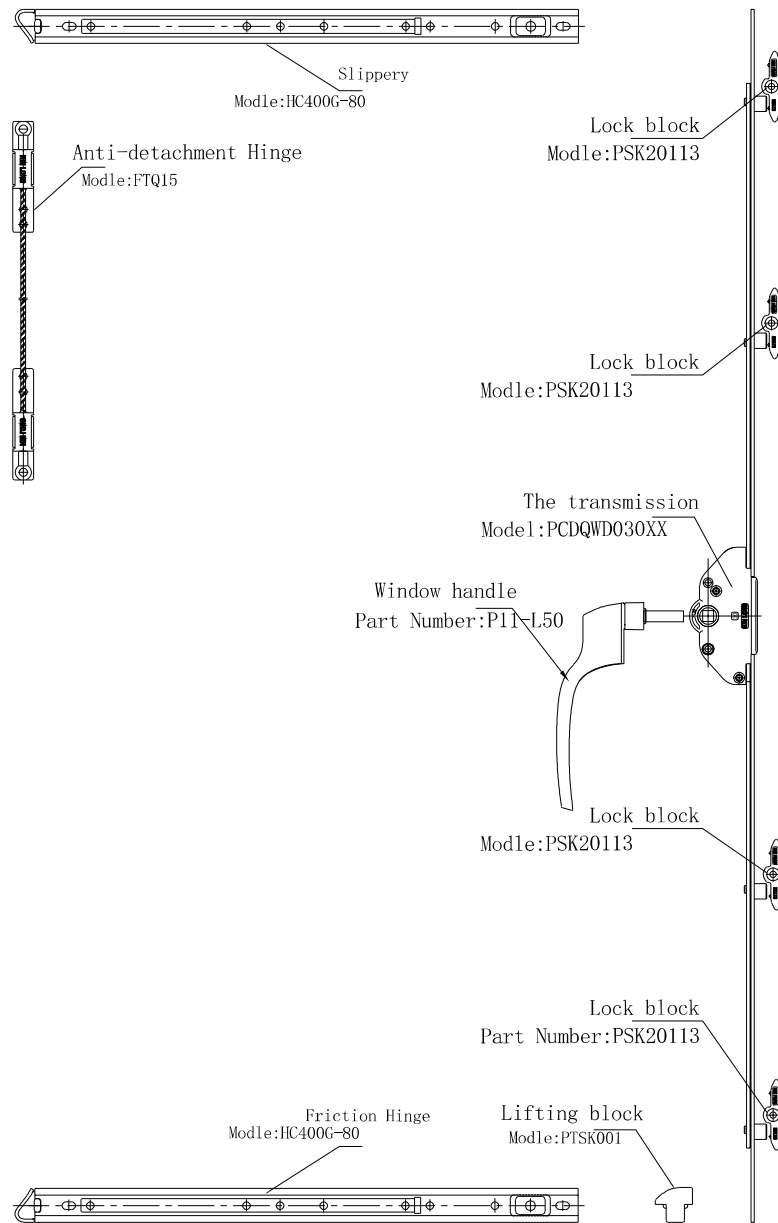 Slippery
Modle:HC400G-80
Lock block
Modle:PSK20113
Anti-detachment Hinge
Modle:FTQ15
Lock block
Modle:PSK20113
The transmission
Model:PCDQWD030XX
Window handle
Part Number:P11-L50
Lock block
Modle:PSK20113
Lock block
Part Number:PSK20113
Friction Hinge
Modle:HC400G-80
Lifting block
Modle:PTSK001